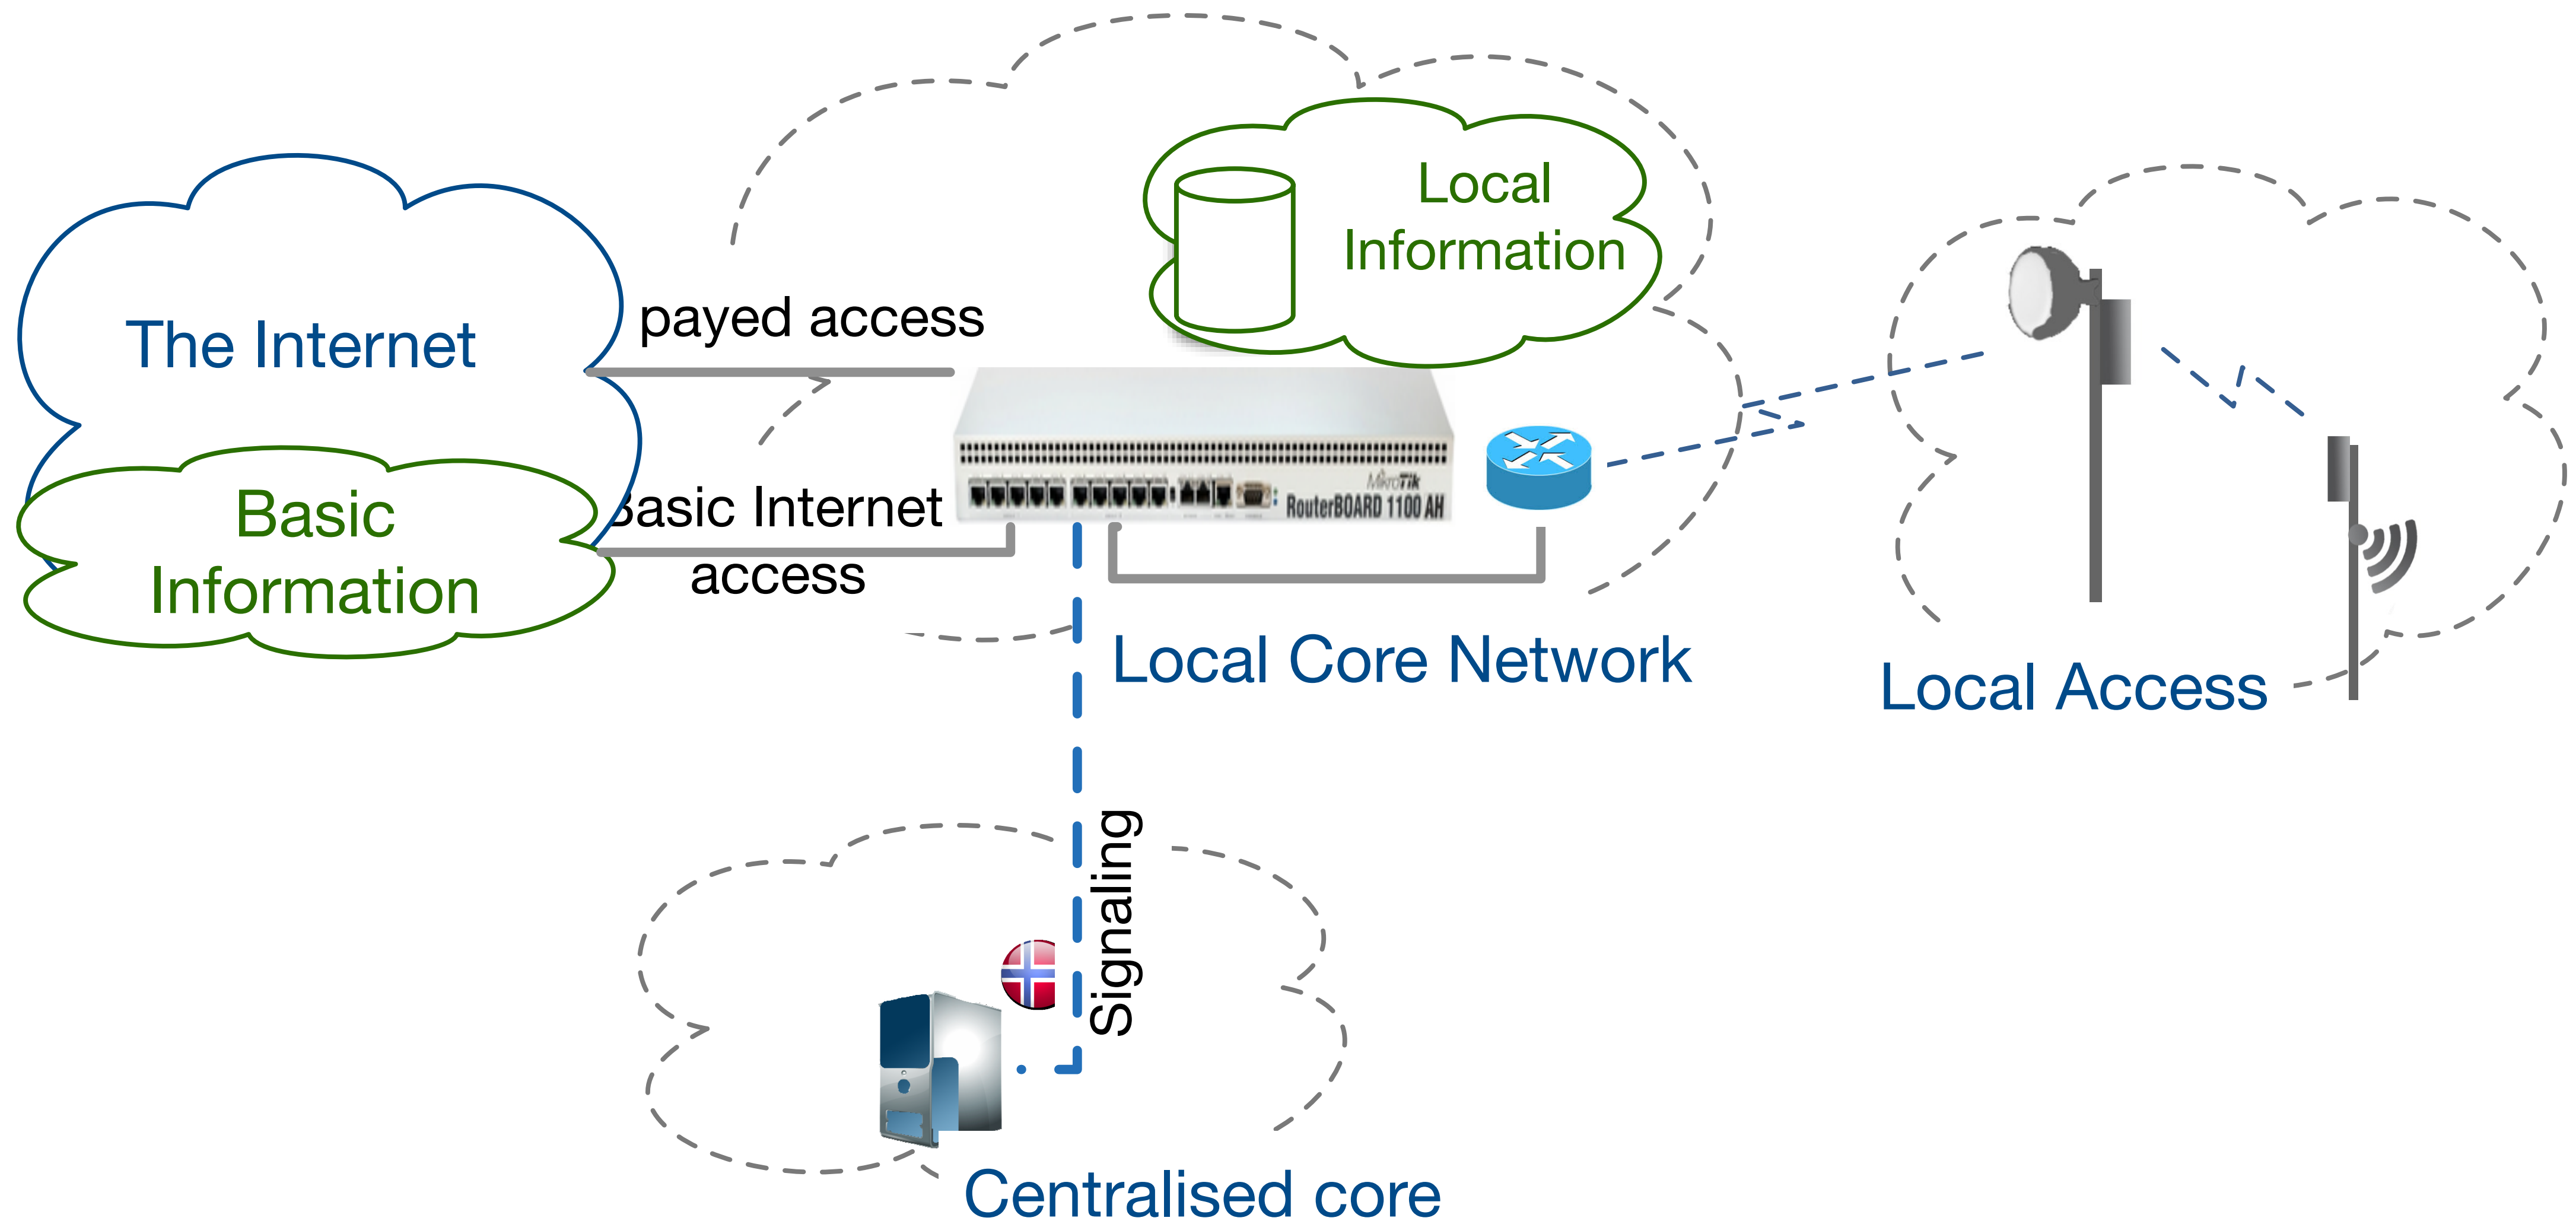 Local
Information
The Internet
payed access
Basic
Information
Basic Internet
access
MikroTik
RouterBOARD 1100 AH
Local Core Network
Local Access
Signaling
Centralised core